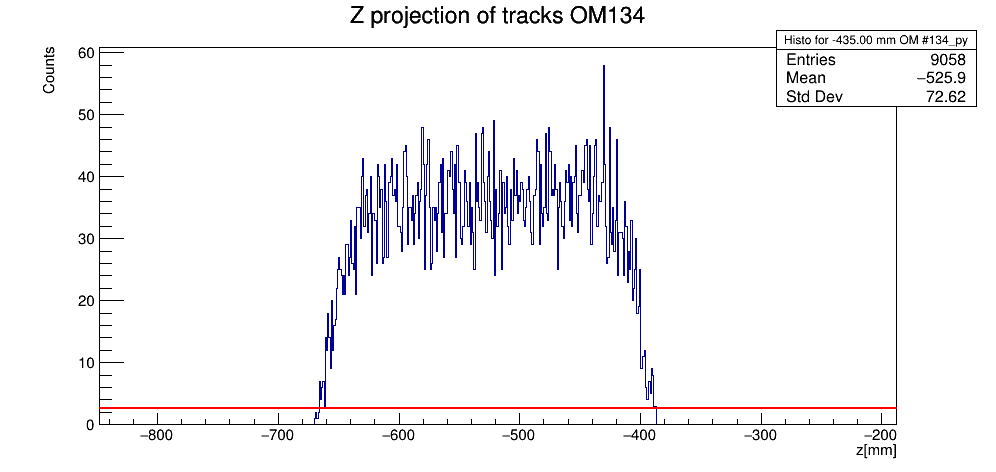 Z projection of tracks OM134
Histo for -435.00 mm OM #134_py
Entries 9058
Mean −525.9
Std Dev 72.62
Counts
60
50
40
30
20
10
0
−800 −700 −600 −500 −400 −300 −200
z[mm]